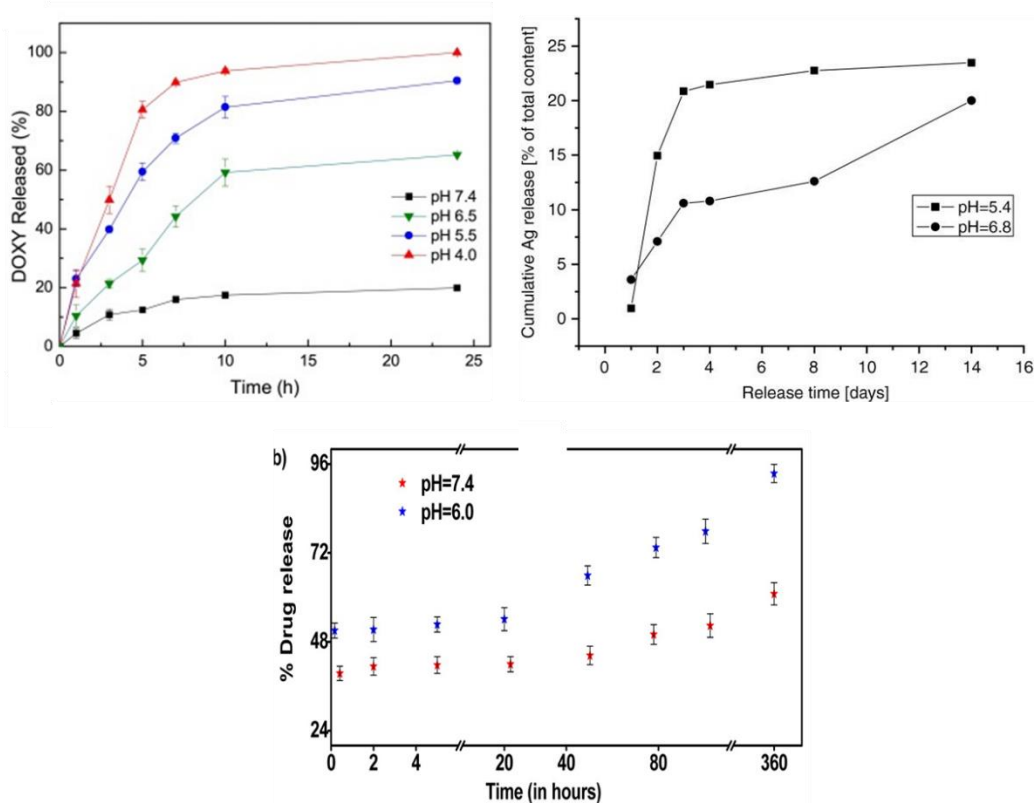 DOXY Released (%)
100
80
60
40
20
0
pH 7.4
pH 6.5
pH 5.5
pH 4.0
0 5 10 15 20 25
Time (h)
Cumulative Ag release [% of total content]
25
20
15
10
5
0
pH=5.4
pH=6.8
0 2 4 6 8 10 12 14 16
Release time [days]
b)
% Drug release
96
72
48
24
pH=7.4
pH=6.0
0 2 4 20 40 80 360
Time (in hours)